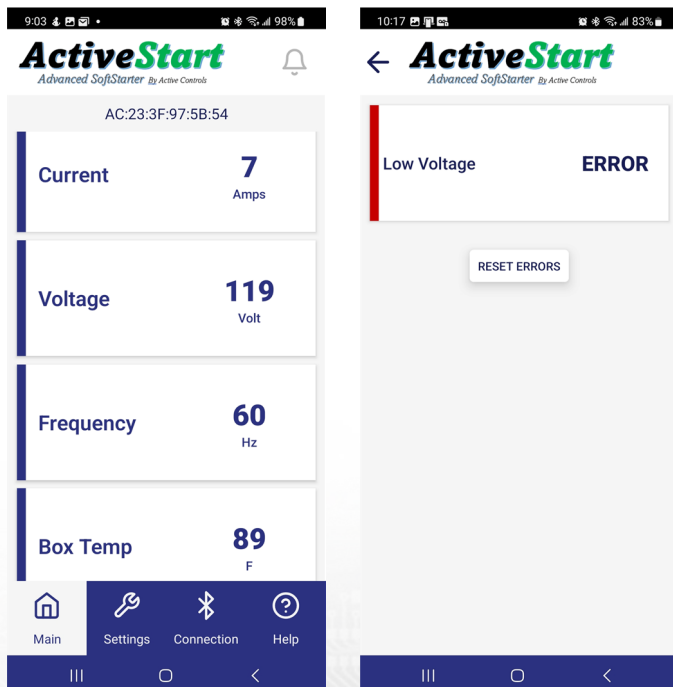 9:03 98%
ActiveStart
Advanced SoftStarter By Active Controls
AC:23:3F:97:5B:54
Current
7
Amps
Voltage
119
Volt
Frequency
60
Hz
Box Temp
89
F
Main Settings Connection Help
10:17 83%
ActiveStart
Advanced SoftStarter By Active Controls
Low Voltage ERROR
RESET ERRORS